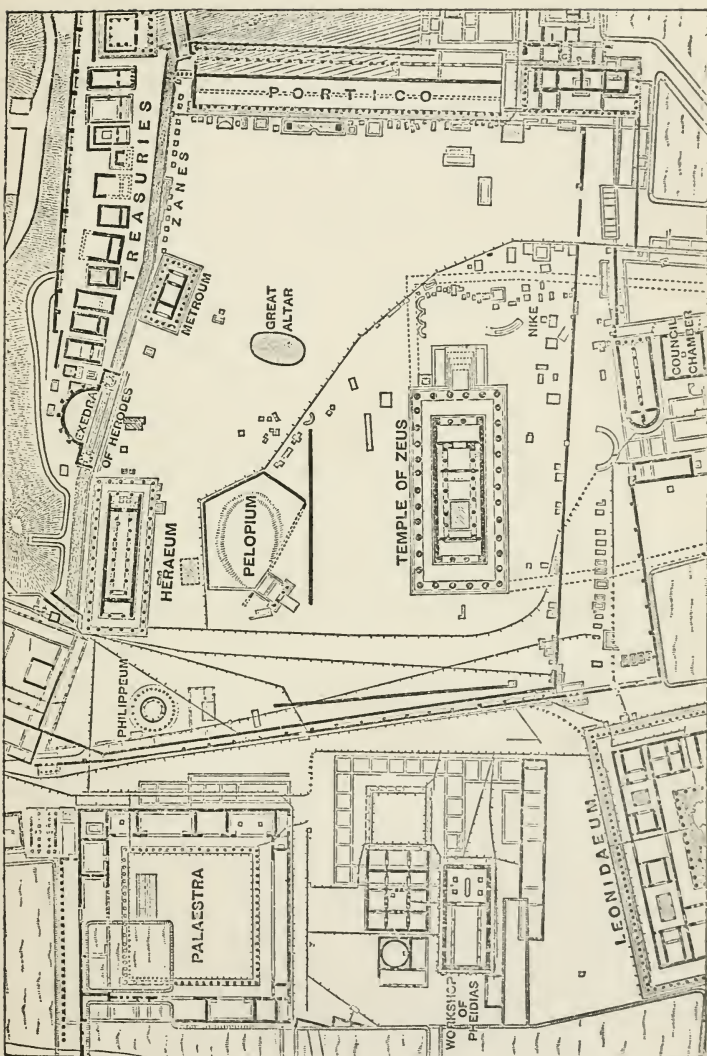 PORTICO
TREASURIES
ZANES
METROUM
GREAT
ALTAR
EXEDRA
OF HERODES
NIKE
COUNCIL
CHAMBER
TEMPLE OF ZEUS
HERAEUM
PELOPIUM
PHILIPPEUM
PALAESTRA
LEONIDAEUM
WORKSHOP
OF
PHEIDIAS